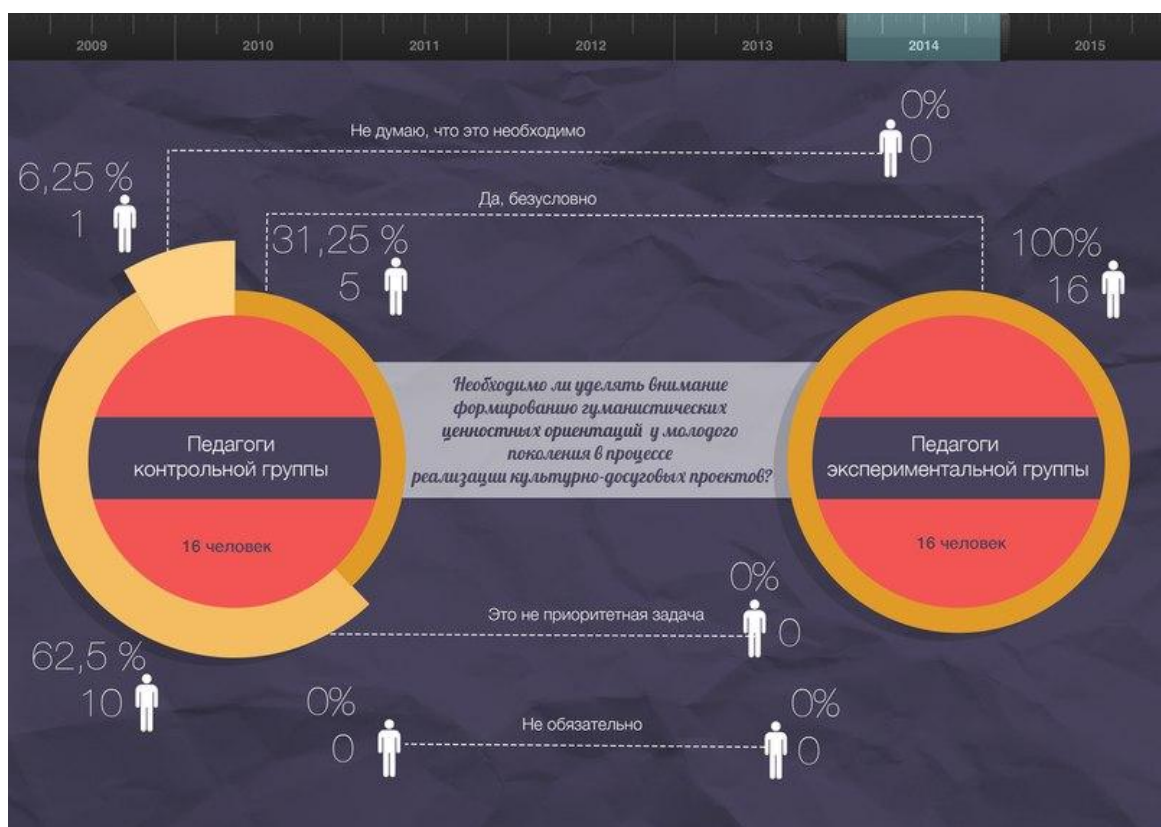 2009 2010 2011 2012 2013 2014 2015
0%
0
Не думаю, что это необходимо
6,25 %
1
Да, безусловно
31,25 %
5
100%
16
Необходимо ли уделять внимание
формированию гуманистических
ценностных ориентаций у молодого
поколения в процессе
реализации культурно-досуговых проектов?
Педагоги
контрольной группы
16 человек
Педагоги
экспериментальной группы
16 человек
0%
0
Это не приоритетная задача
62,5 %
10
0%
0
Не обязательно
0%
0